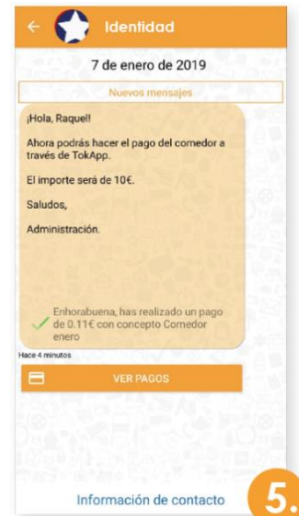 Identidad
7 de enero de 2019
Nuevos mensajes
¡Hola, Raquel!
Ahora podrás hacer el pago del comedor a
través de TokApp.
El importe será de 10€.
Saludos,
Administración.
Enhorabuena, has realizado un pago
de 0.11€ con concepto Comedor
enero
Hace 4 minutos
VER PAGOS
Información de contacto
5.